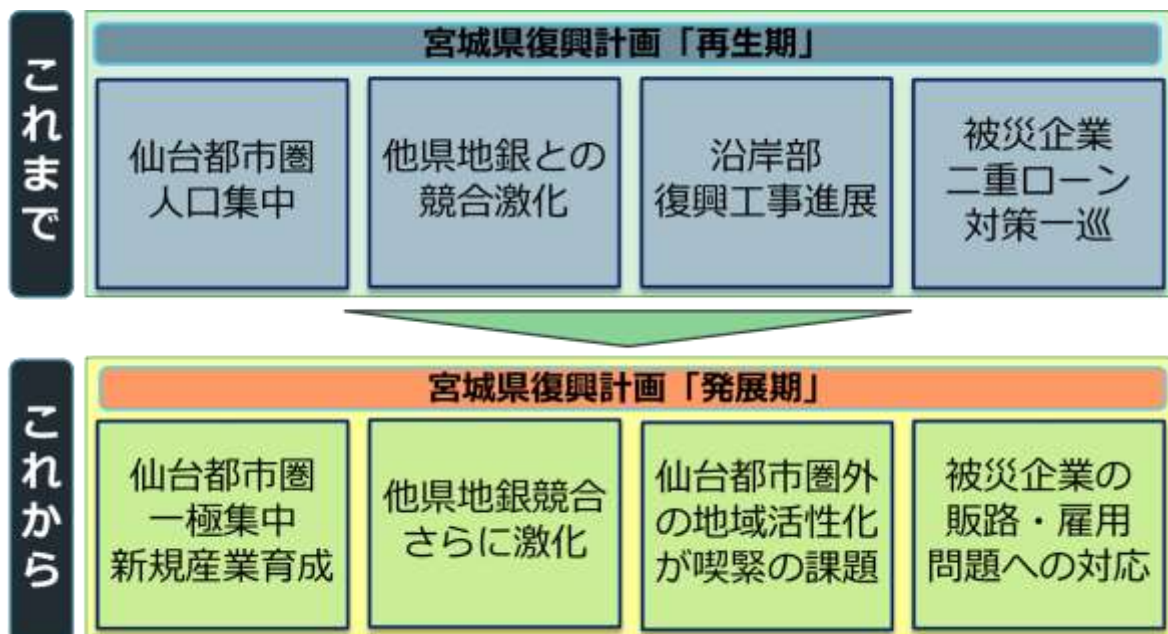 これまで
宮城県復興計画「再生期」
仙台都市圏
人口集中
他県地銀との
競合激化
沿岸部
復興工事進展
被災企業
二重ローン
対策一巡
これから
宮城県復興計画「発展期」
仙台都市圏
一極集中
新規産業育成
他県地銀競合
さらに激化
仙台都市圏外
の地域活性化
が喫緊の課題
被災企業の
販路・雇用
問題への対応